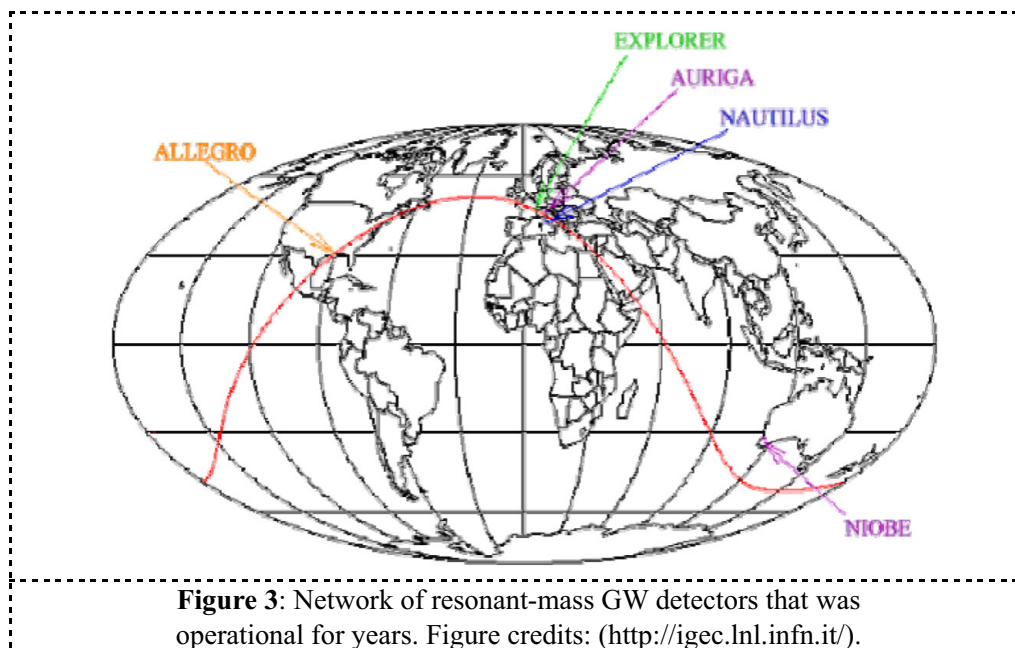 EXPLORER
AURIGA
NAUTILUS
ALLEGRO
NIOBE
Figure 3: Network of resonant-mass GW detectors that was
operational for years. Figure credits: (http://igec.lnl.infn.it/).